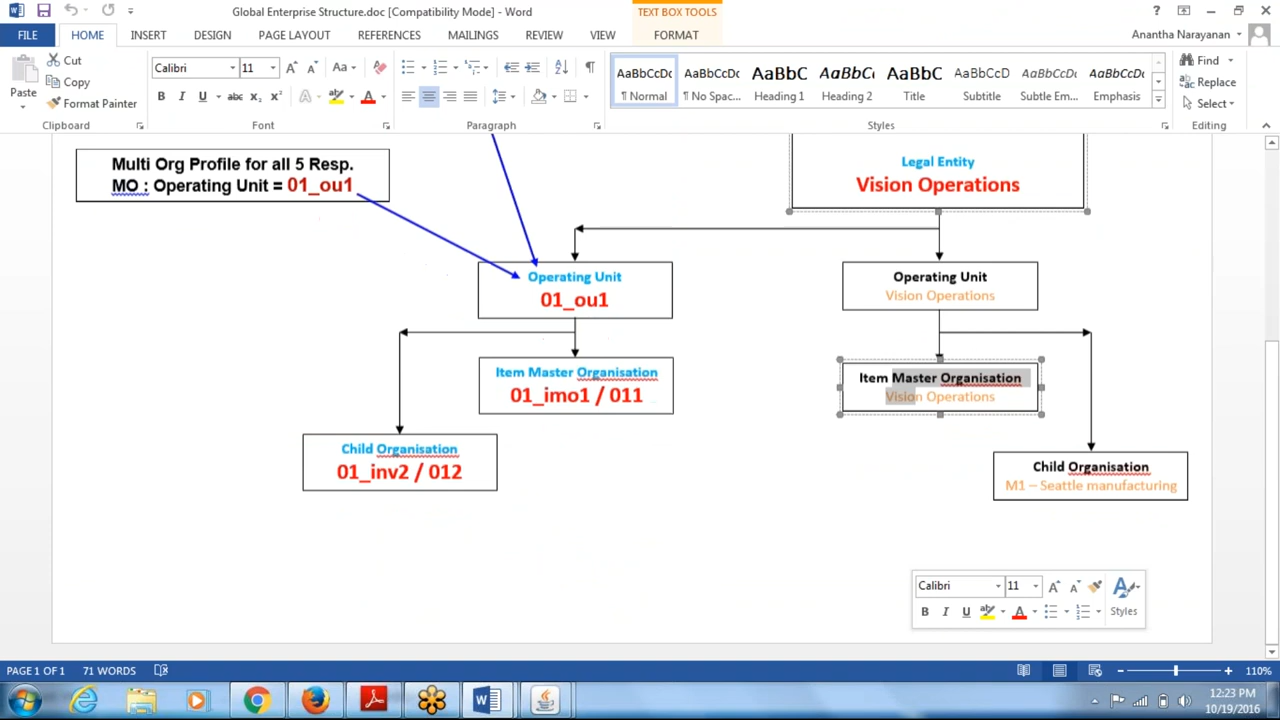 Global Enterprise Structure.doc [Compatibility Mode] - Word
TEXT BOX TOOLS
FILE HOME INSERT DESIGN PAGE LAYOUT REFERENCES MAILINGS REVIEW VIEW FORMAT
Anantha Narayanan
Paste
Cut
Copy
Format Painter
Clipboard
Calibri 11
Font
Paragraph
AaBbCcDc AaBbCcDc AaBbC AaBbCc AaBbC AaBbCcD AaBbCcDc AaBbCcDc
¶ Normal ¶ No Spac... Heading 1 Heading 2 Title Subtitle Subtle Em... Emphasis
Styles
Find
Replace
Select
Editing
Multi Org Profile for all 5 Resp.
MO : Operating Unit = 01_ou1
Legal Entity
Vision Operations
Operating Unit
01_ou1
Operating Unit
Vision Operations
Item Master Organisation
01_imo1 / 011
Item Master Organisation
Vision Operations
Child Organisation
01_inv2 / 012
Child Organisation
M1 – Seattle manufacturing
Calibri 11
B I U Styles
PAGE 1 OF 1 71 WORDS 110%
12:23 PM
10/19/2016